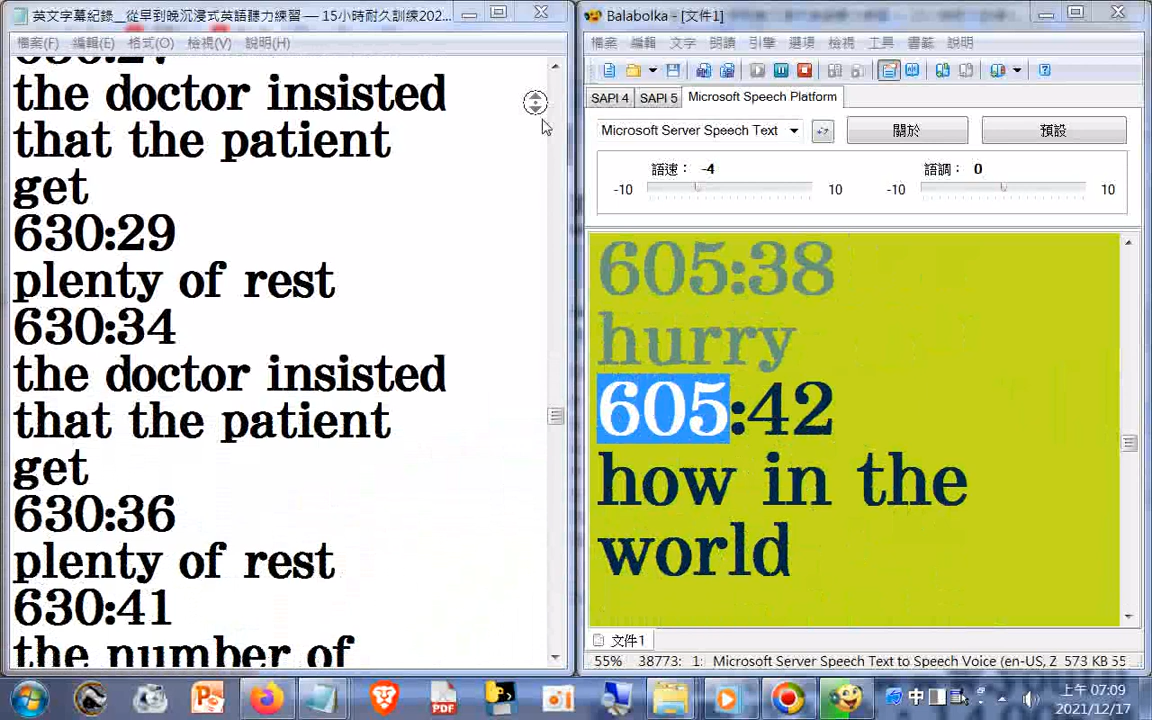 英文字幕紀錄__從早到晚沉浸式英語聽力練習 — 15小時耐久訓練202...
檔案(F) 編輯(E) 格式(O) 檢視(V) 說明(H)
the doctor insisted
that the patient
get
630:29
plenty of rest
630:34
the doctor insisted
that the patient
get
630:36
plenty of rest
630:41
the number of
Balabolka - [文件1]
檔案 編輯 文字 朗讀 引擎 選項 檢視 工具 書籤 說明
SAPI 4 SAPI 5 Microsoft Speech Platform
Microsoft Server Speech Text 關於 預設
語速： -4 語調： 0
-10 10 -10 10
605:38
hurry
605:42
how in the
world
文件1
55% 38773: 1: Microsoft Server Speech Text to Speech Voice (en-US, Z 573 KB 55
中 上午 07:09
2021/12/17